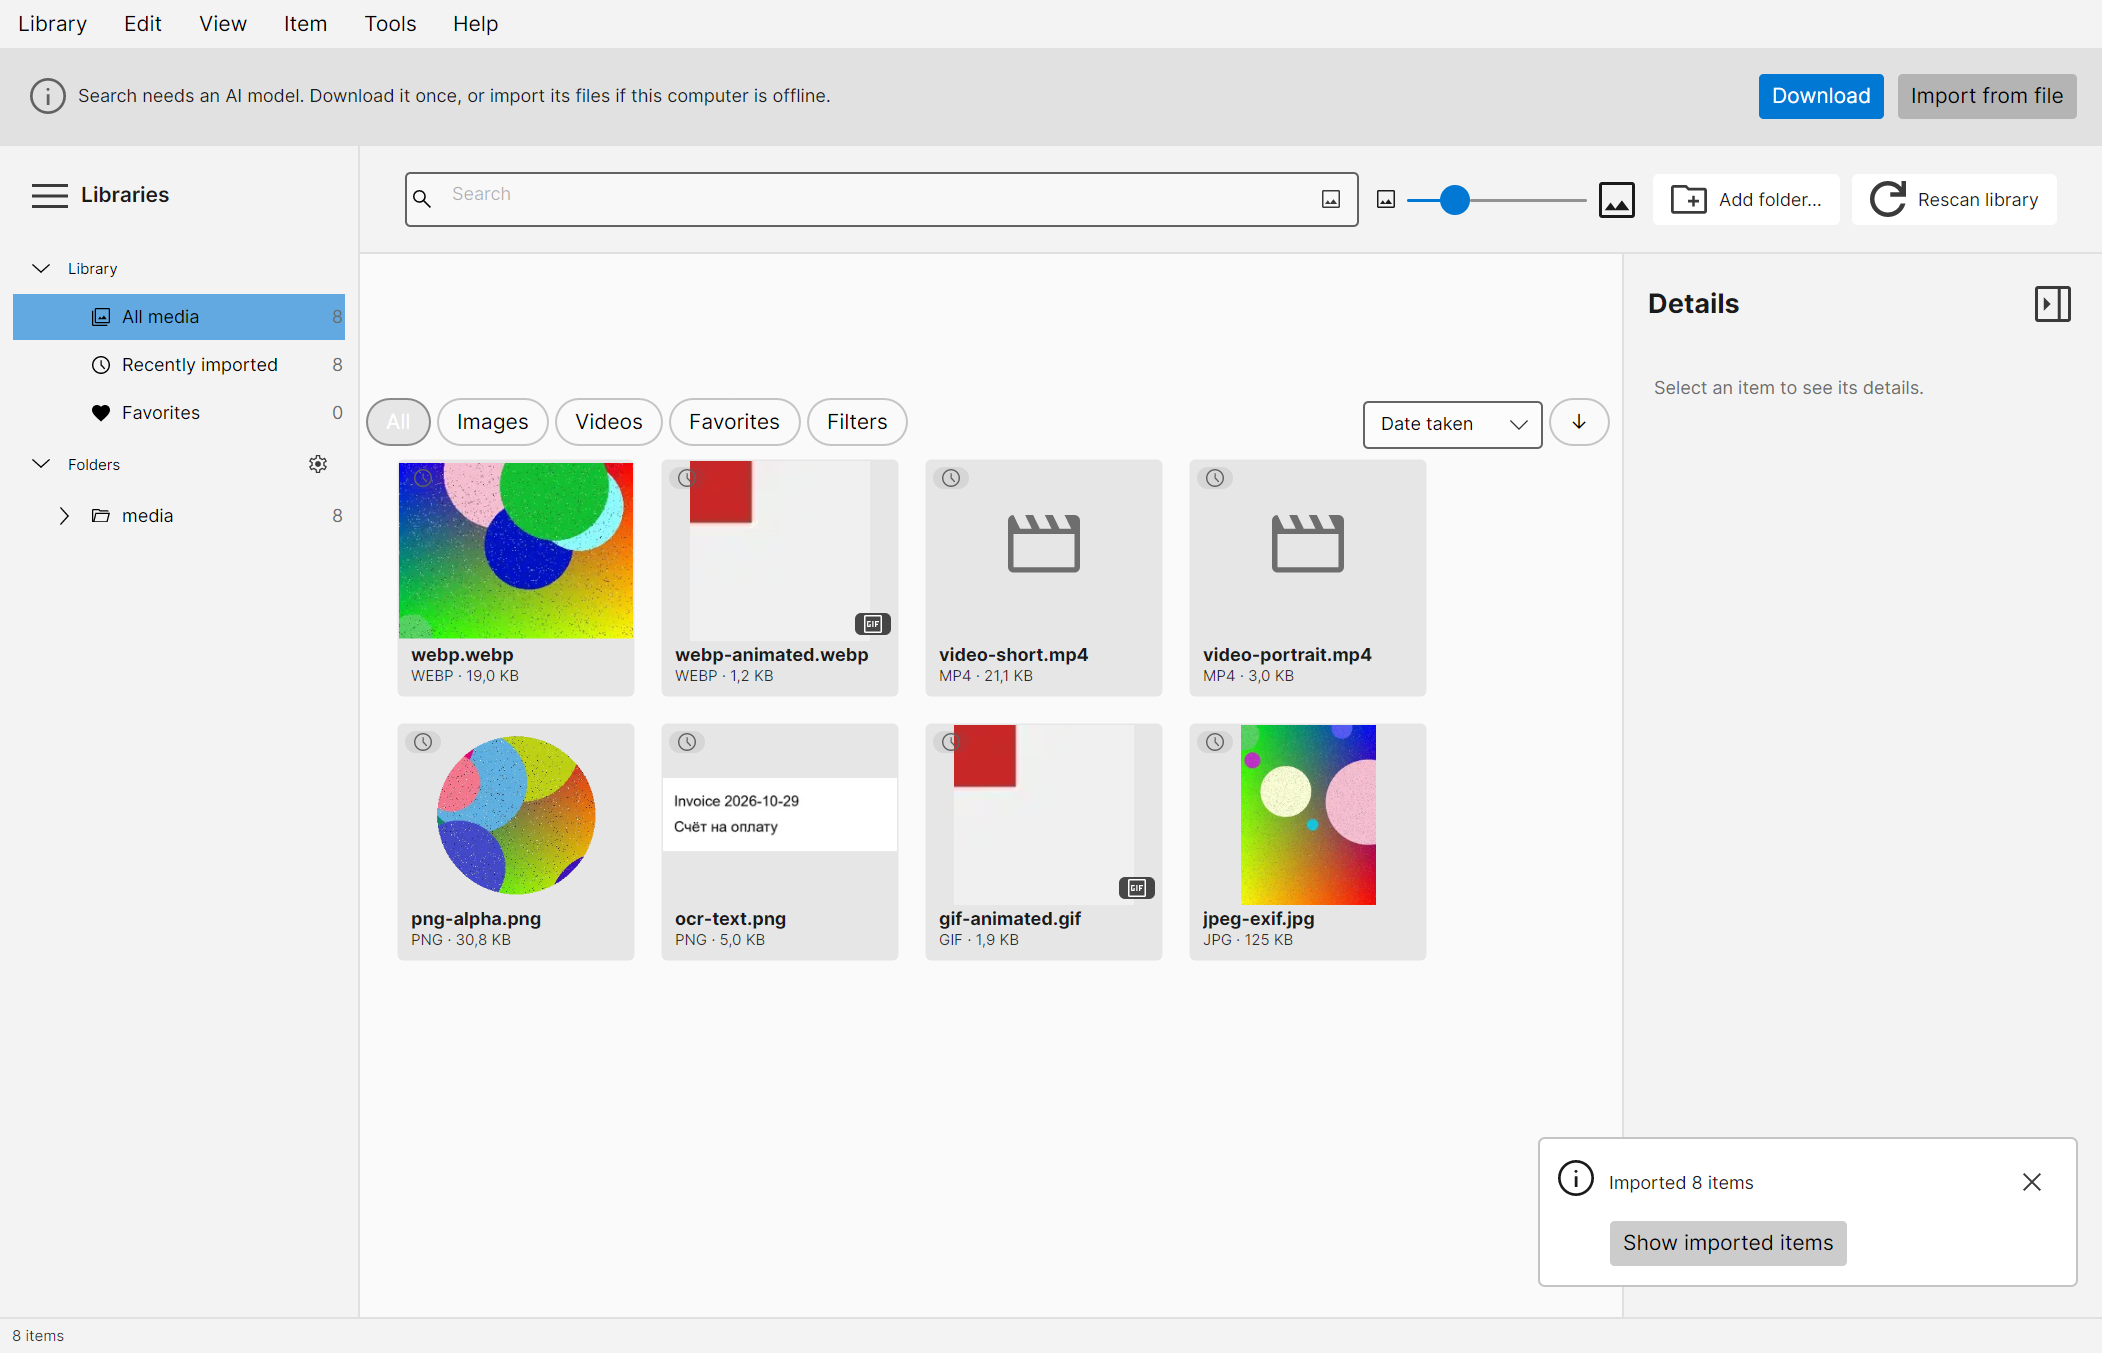 Library Edit View Item Tools Help
Search needs an AI model. Download it once, or import its files if this computer is offline.
Download
Import from file
Libraries
Search
Add folder...
Rescan library
Library
All media 8
Recently imported 8
Favorites 0
Folders
media 8
All Images Videos Favorites Filters
Date taken
Details
Select an item to see its details.
webp.webp
WEBP · 19,0 KB
GIF
webp-animated.webp
WEBP · 1,2 KB
video-short.mp4
MP4 · 21,1 KB
video-portrait.mp4
MP4 · 3,0 KB
png-alpha.png
PNG · 30,8 KB
Invoice 2026-10-29
Счёт на оплату
ocr-text.png
PNG · 5,0 KB
GIF
gif-animated.gif
GIF · 1,9 KB
jpeg-exif.jpg
JPG · 125 KB
Imported 8 items
Show imported items
8 items